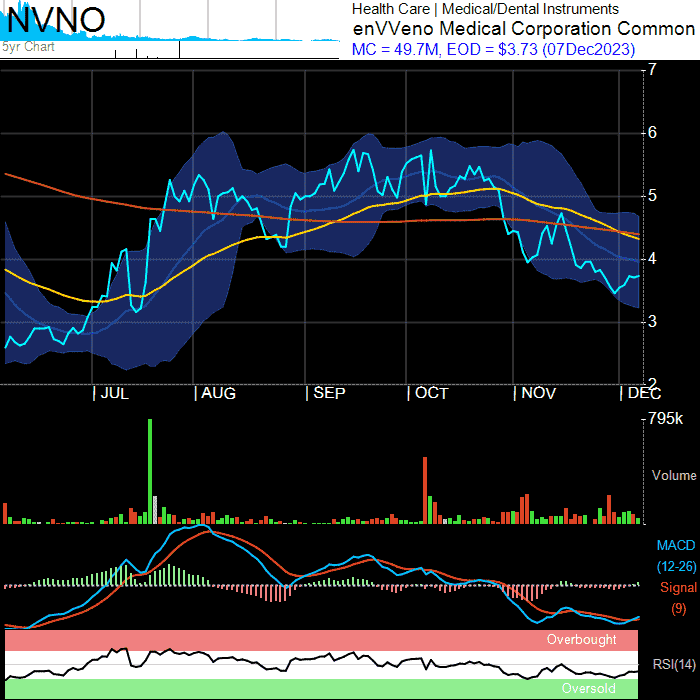 NVNO
5yr Chart
Health Care | Medical/Dental Instruments
enVVeno Medical Corporation Common
MC = 49.7M, EOD = $3.73 (07Dec2023)
7
6
5
4
3
2
JUL
AUG
SEP
OCT
NOV
DEC
795k
Volume
MACD
(12-26)
Signal
(9)
Overbought
RSI(14)
Oversold